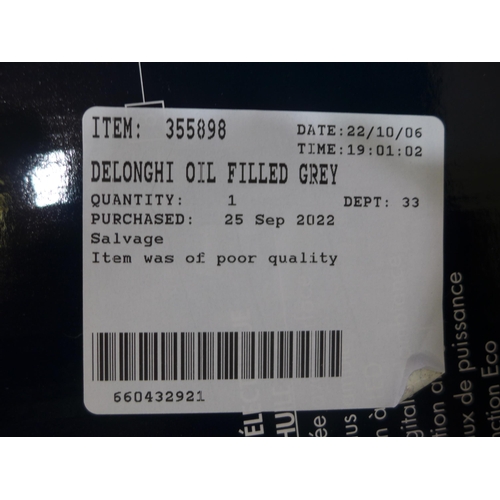 ITEM: 355898
DATE:22/10/06
TIME:19:01:02
DELONGHI OIL FILLED GREY
QUANTITY: 1 DEPT: 33
PURCHASED: 25 Sep 2022
Salvage
Item was of poor quality
660432921
ux de puissance
nction Eco